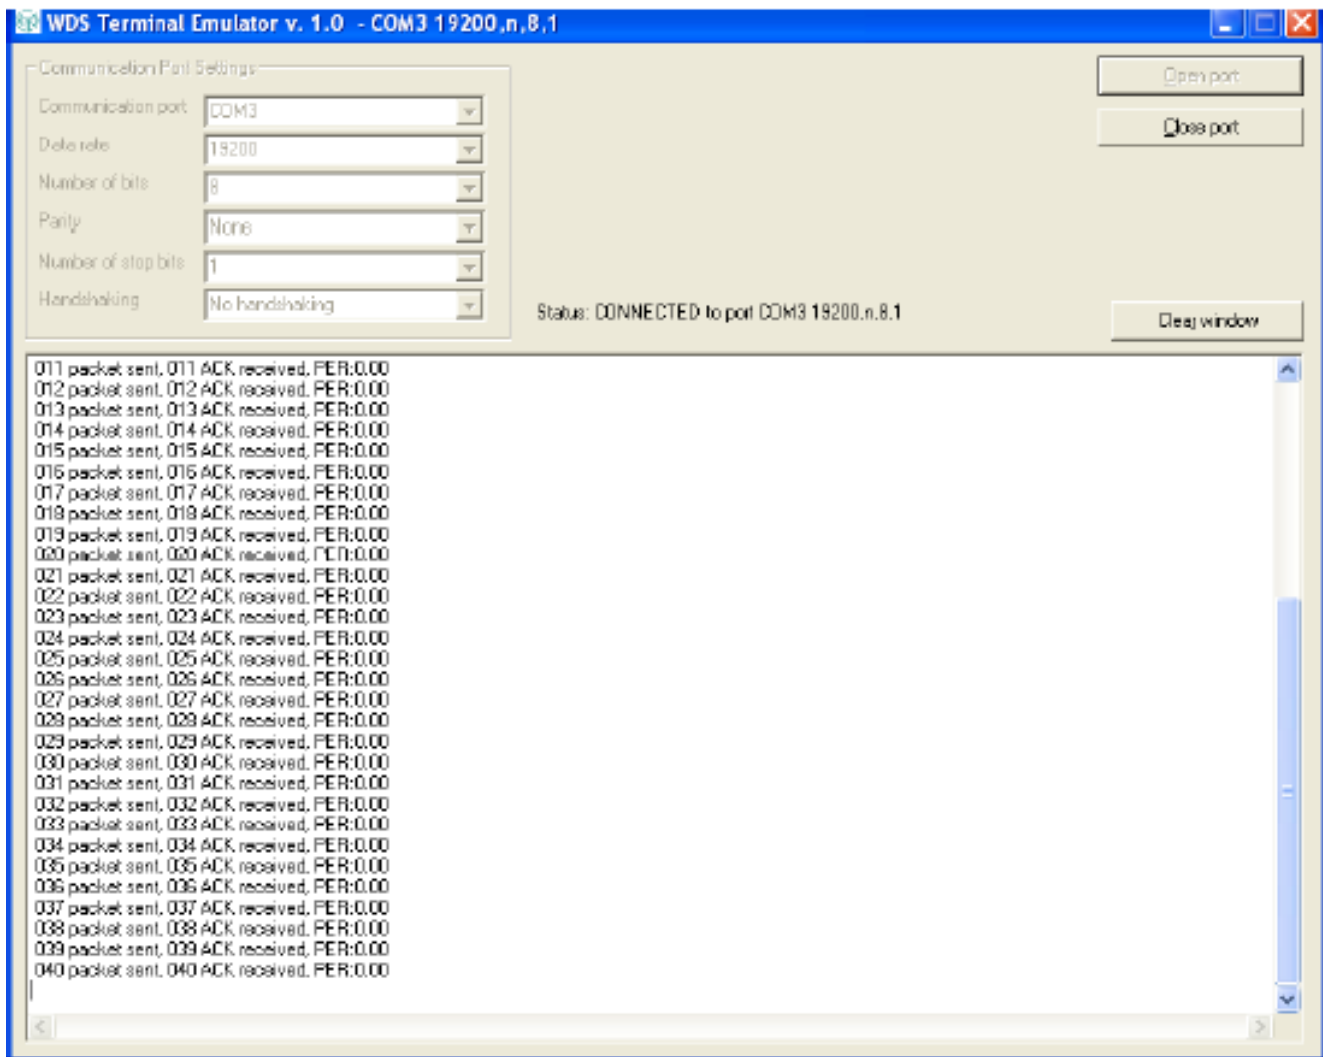 WDS Terminal Emulator v. 1.0 - COM3 19200,n,8,1
Communication Port Settings
Open port
Communication port COM3
Close port
Data rate 19200
Number of bits 8
Parity None
Number of stop bits 1
Handshaking No handshaking
Status: CONNECTED to port COM3 19200.n.8.1
Clear window
011 packet sent, 011 ACK received, PER:0.00
012 packet sent, 012 ACK received, PER:0.00
013 packet sent, 013 ACK received, PER:0.00
014 packet sent, 014 ACK received, PER:0.00
015 packet sent, 015 ACK received, PER:0.00
016 packet sent, 016 ACK received, PER:0.00
017 packet sent, 017 ACK received, PER:0.00
018 packet sent, 018 ACK received, PER:0.00
019 packet sent, 019 ACK received, PER:0.00
020 packet sent, 020 ACK received, PER:0.00
021 packet sent, 021 ACK received, PER:0.00
022 packet sent, 022 ACK received, PER:0.00
023 packet sent, 023 ACK received, PER:0.00
024 packet sent, 024 ACK received, PER:0.00
025 packet sent, 025 ACK received, PER:0.00
026 packet sent, 026 ACK received, PER:0.00
027 packet sent, 027 ACK received, PER:0.00
028 packet sent, 028 ACK received, PER:0.00
029 packet sent, 029 ACK received, PER:0.00
030 packet sent, 030 ACK received, PER:0.00
031 packet sent, 031 ACK received, PER:0.00
032 packet sent, 032 ACK received, PER:0.00
033 packet sent, 033 ACK received, PER:0.00
034 packet sent, 034 ACK received, PER:0.00
035 packet sent, 035 ACK received, PER:0.00
036 packet sent, 036 ACK received, PER:0.00
037 packet sent, 037 ACK received, PER:0.00
038 packet sent, 038 ACK received, PER:0.00
039 packet sent, 039 ACK received, PER:0.00
040 packet sent, 040 ACK received, PER:0.00